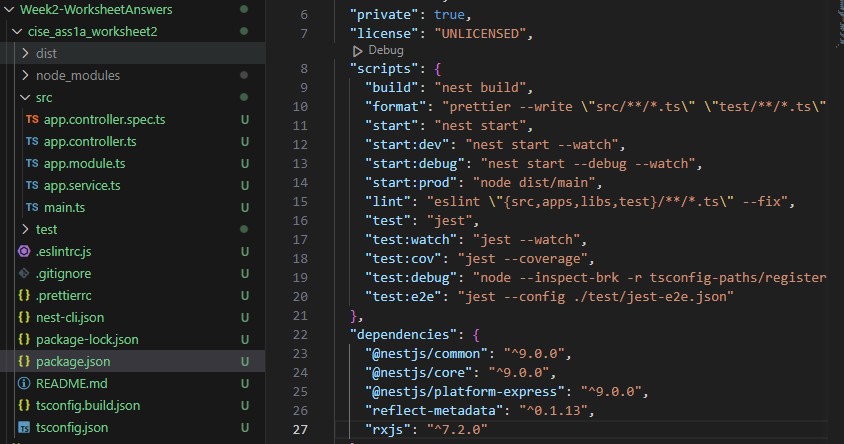 Week2-WorksheetAnswers
cise_ass1a_worksheet2
dist
node_modules
src
TS app.controller.spec.ts U
TS app.controller.ts U
TS app.module.ts U
TS app.service.ts U
TS main.ts U
test
.eslintrc.js U
.gitignore U
.prettierrc U
{} nest-cli.json U
{} package-lock.json U
{} package.json U
README.md U
{} tsconfig.build.json U
TS tsconfig.json U
6 "private": true,
7 "license": "UNLICENSED",
Debug
8 "scripts": {
9 "build": "nest build",
10 "format": "prettier --write \"src/**/*.ts\" \"test/**/*.ts\"
11 "start": "nest start",
12 "start:dev": "nest start --watch",
13 "start:debug": "nest start --debug --watch",
14 "start:prod": "node dist/main",
15 "lint": "eslint \"{src,apps,libs,test}/**/*.ts\" --fix",
16 "test": "jest",
17 "test:watch": "jest --watch",
18 "test:cov": "jest --coverage",
19 "test:debug": "node --inspect-brk -r tsconfig-paths/register
20 "test:e2e": "jest --config ./test/jest-e2e.json"
21 },
22 "dependencies": {
23 "@nestjs/common": "^9.0.0",
24 "@nestjs/core": "^9.0.0",
25 "@nestjs/platform-express": "^9.0.0",
26 "reflect-metadata": "^0.1.13",
27 "rxjs": "^7.2.0"